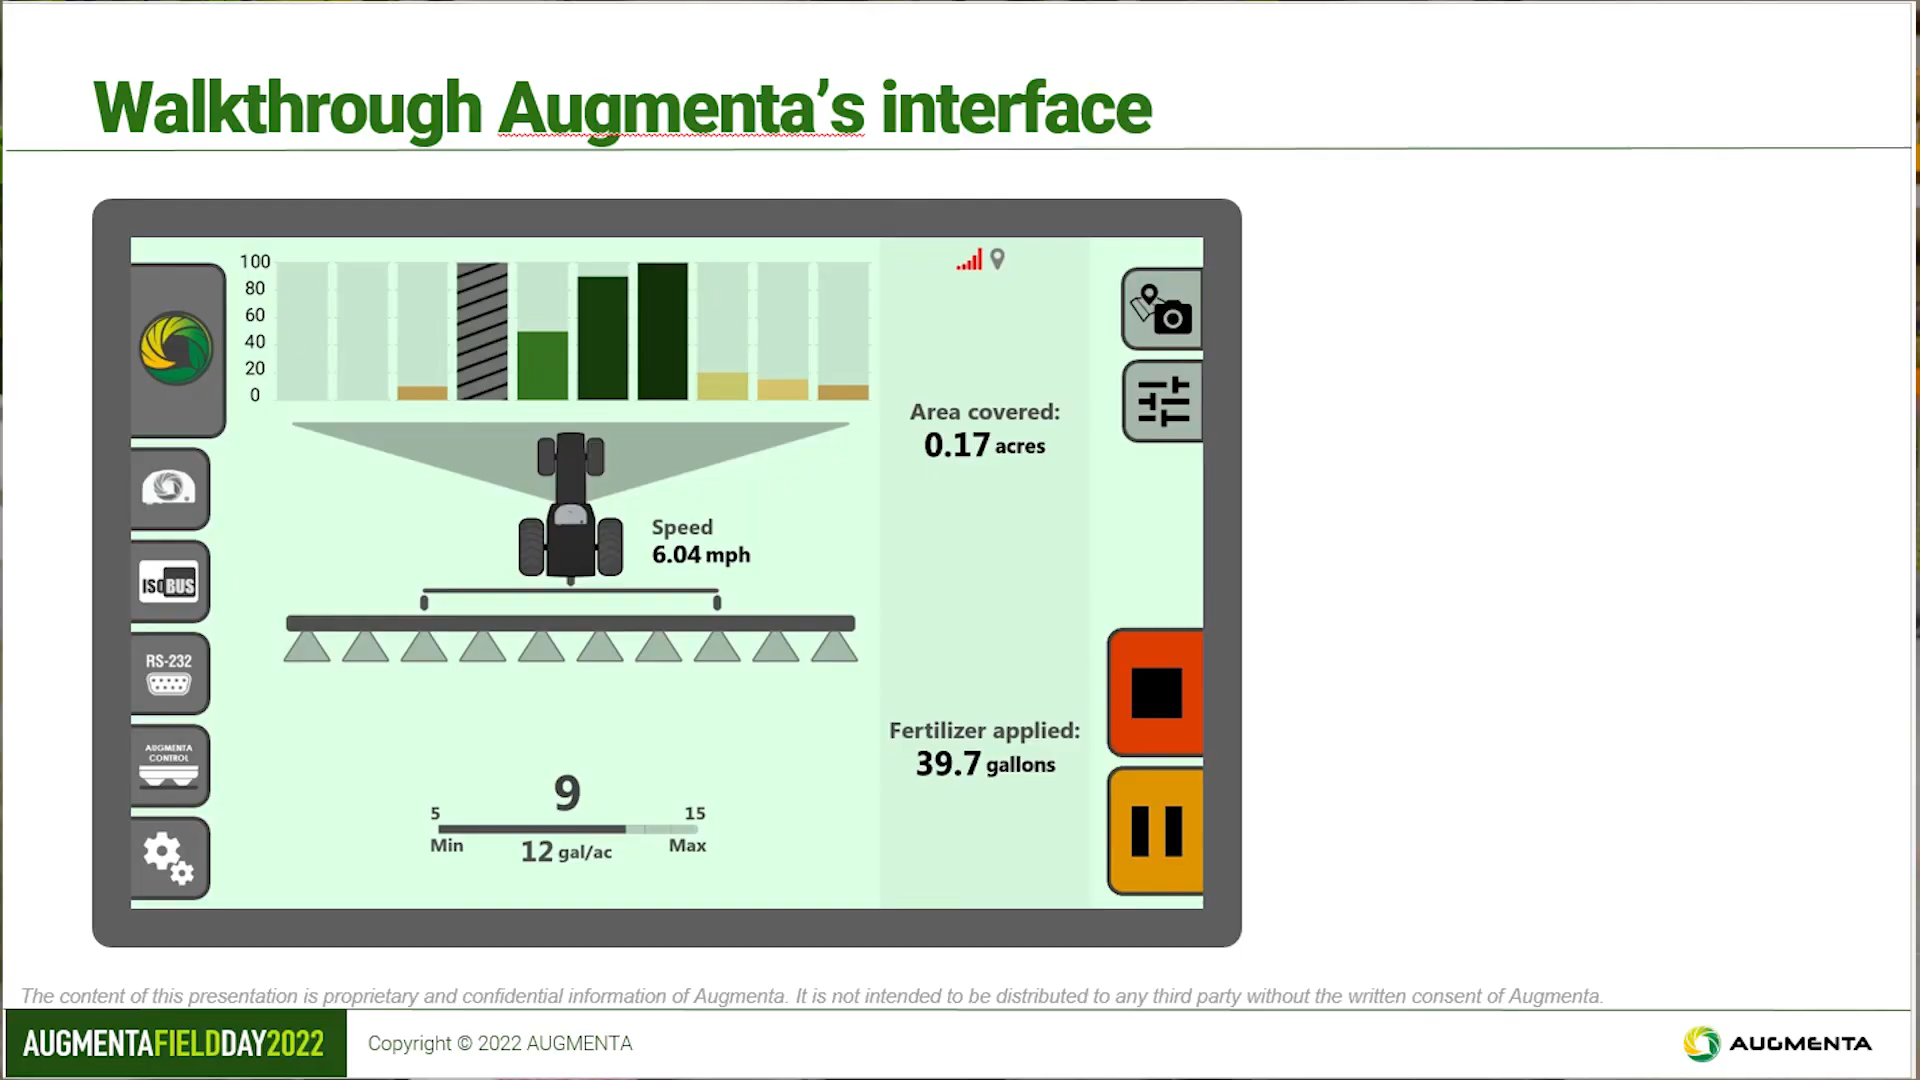 Walkthrough Augmenta’s interface
100
80
60
40
20
0
Area covered:
0.17 acres
Speed
6.04 mph
ISOBUS
RS-232
AUGMENTA
CONTROL
Fertilizer applied:
39.7 gallons
9
5
15
Min
12 gal/ac
Max
The content of this presentation is proprietary and confidential information of Augmenta. It is not intended to be distributed to any third party without the written consent of Augmenta.
AUGMENTAFIELDDAY2022
Copyright © 2022 AUGMENTA
AUGMENTA